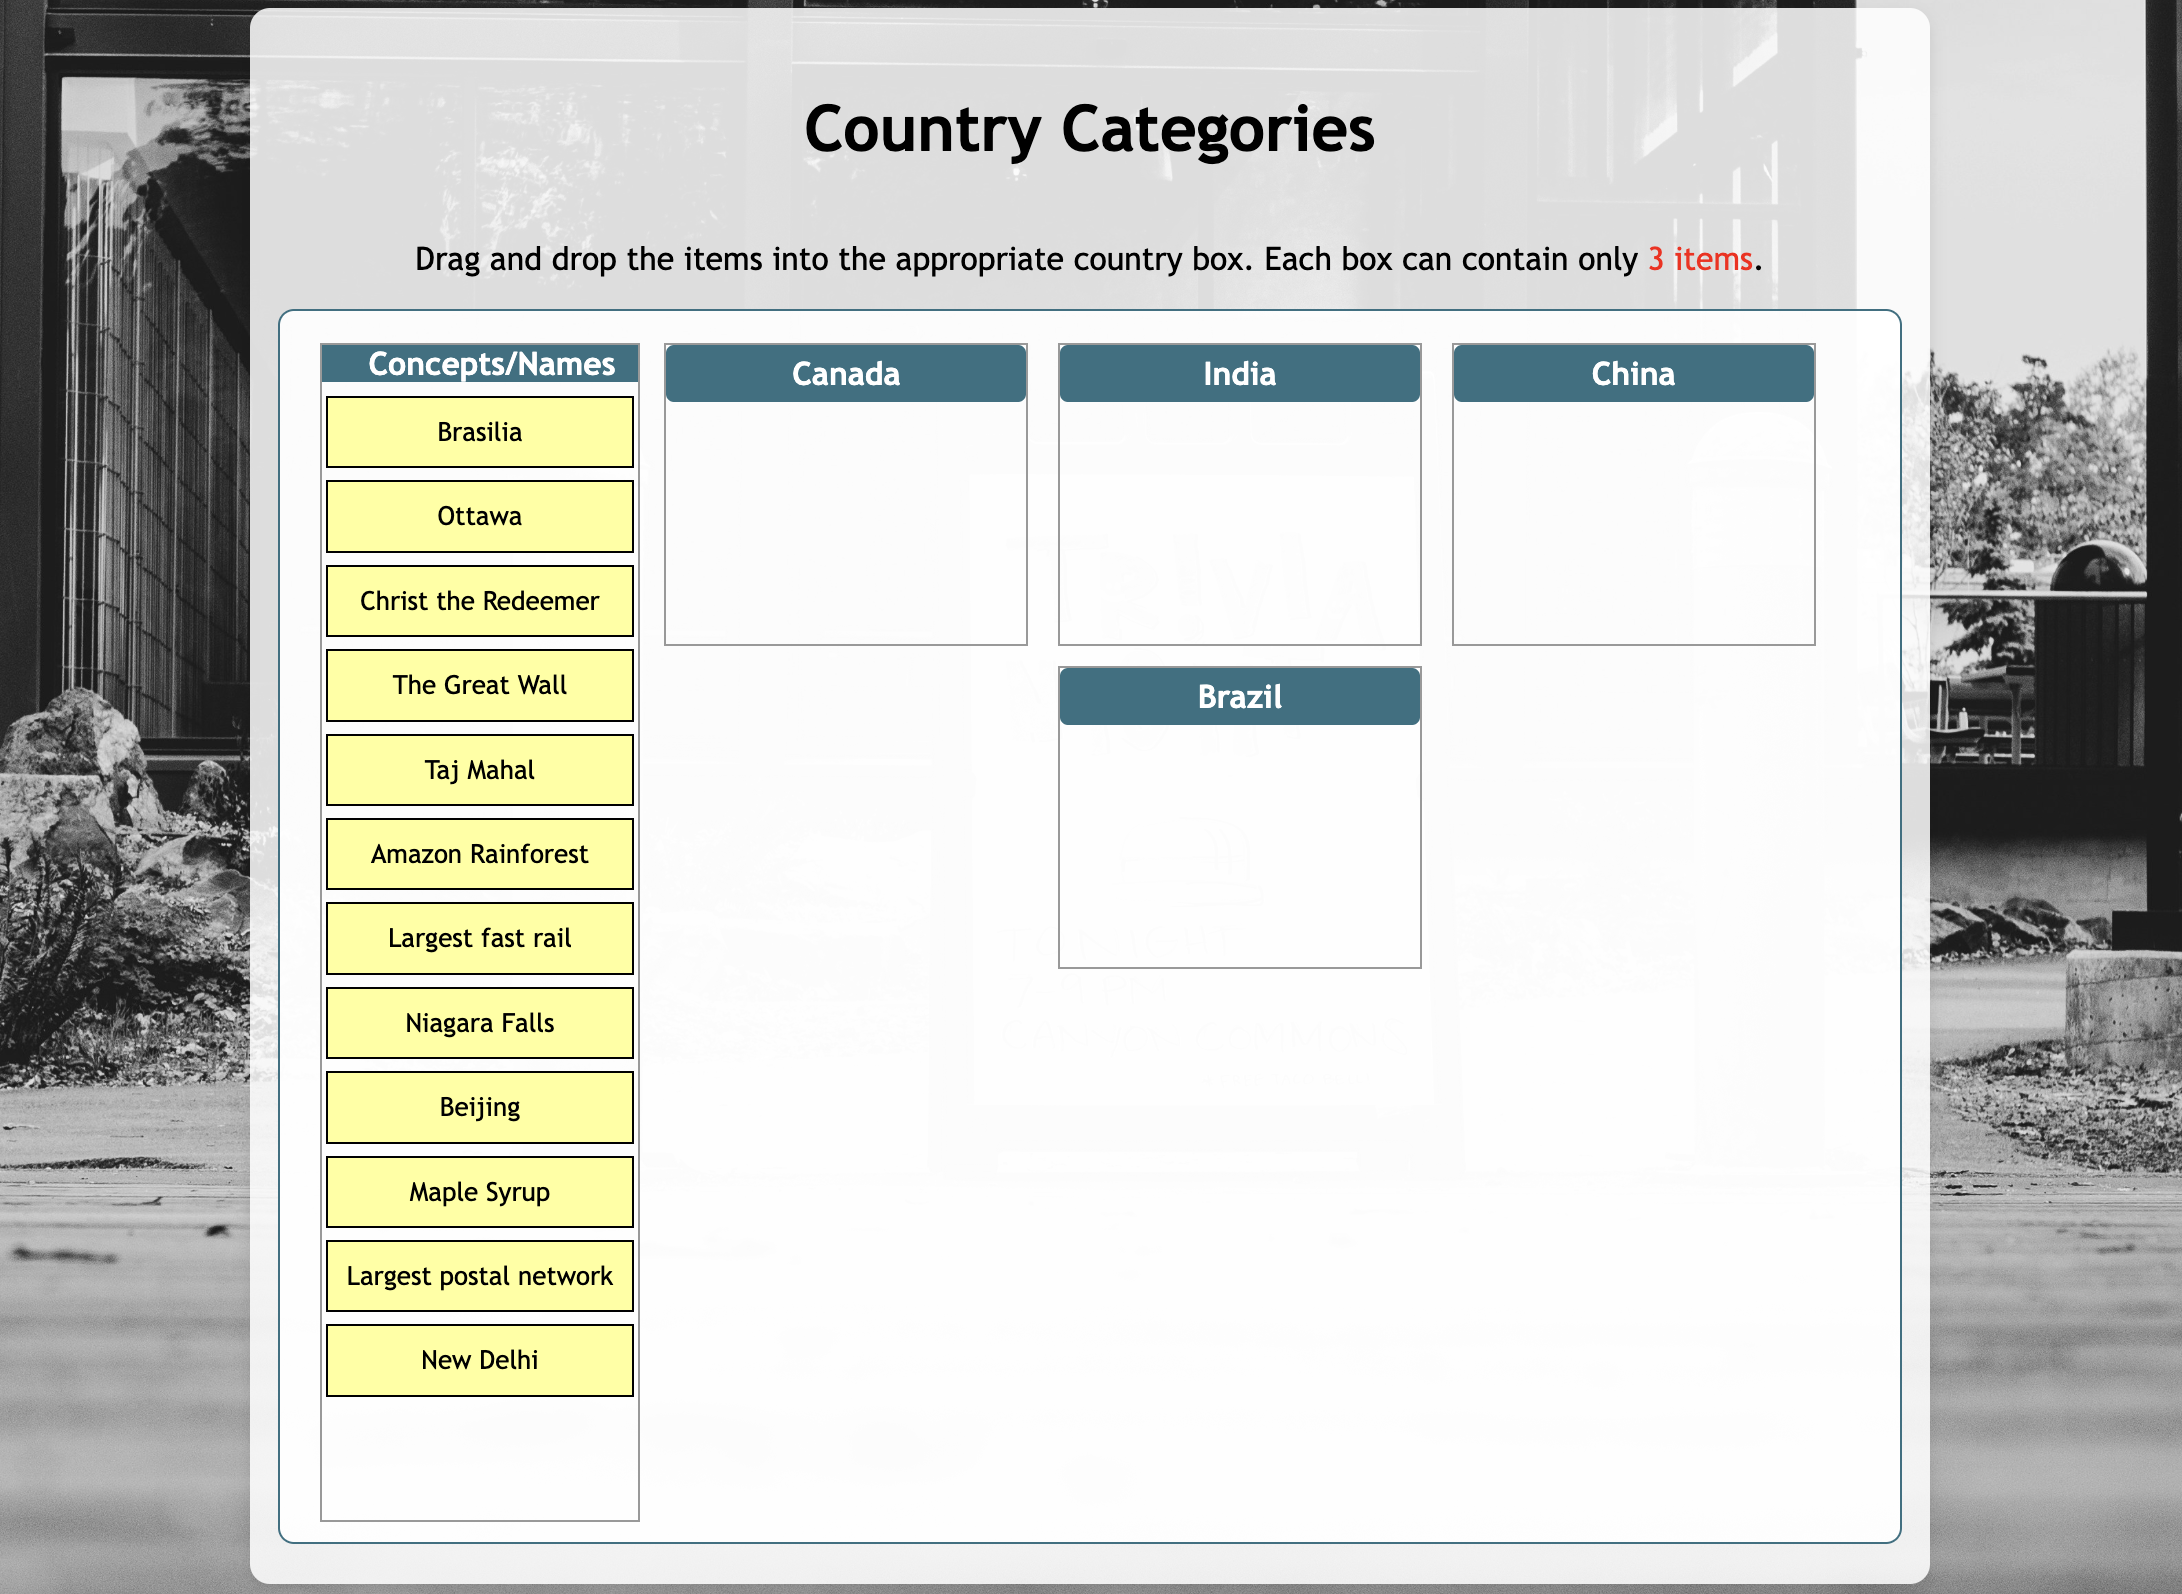 Country Categories
Drag and drop the items into the appropriate country box. Each box can contain only 3 items.
Concepts/Names
Brasilia
Ottawa
Christ the Redeemer
The Great Wall
Taj Mahal
Amazon Rainforest
Largest fast rail
Niagara Falls
Beijing
Maple Syrup
Largest postal network
New Delhi
Canada
India
China
Brazil